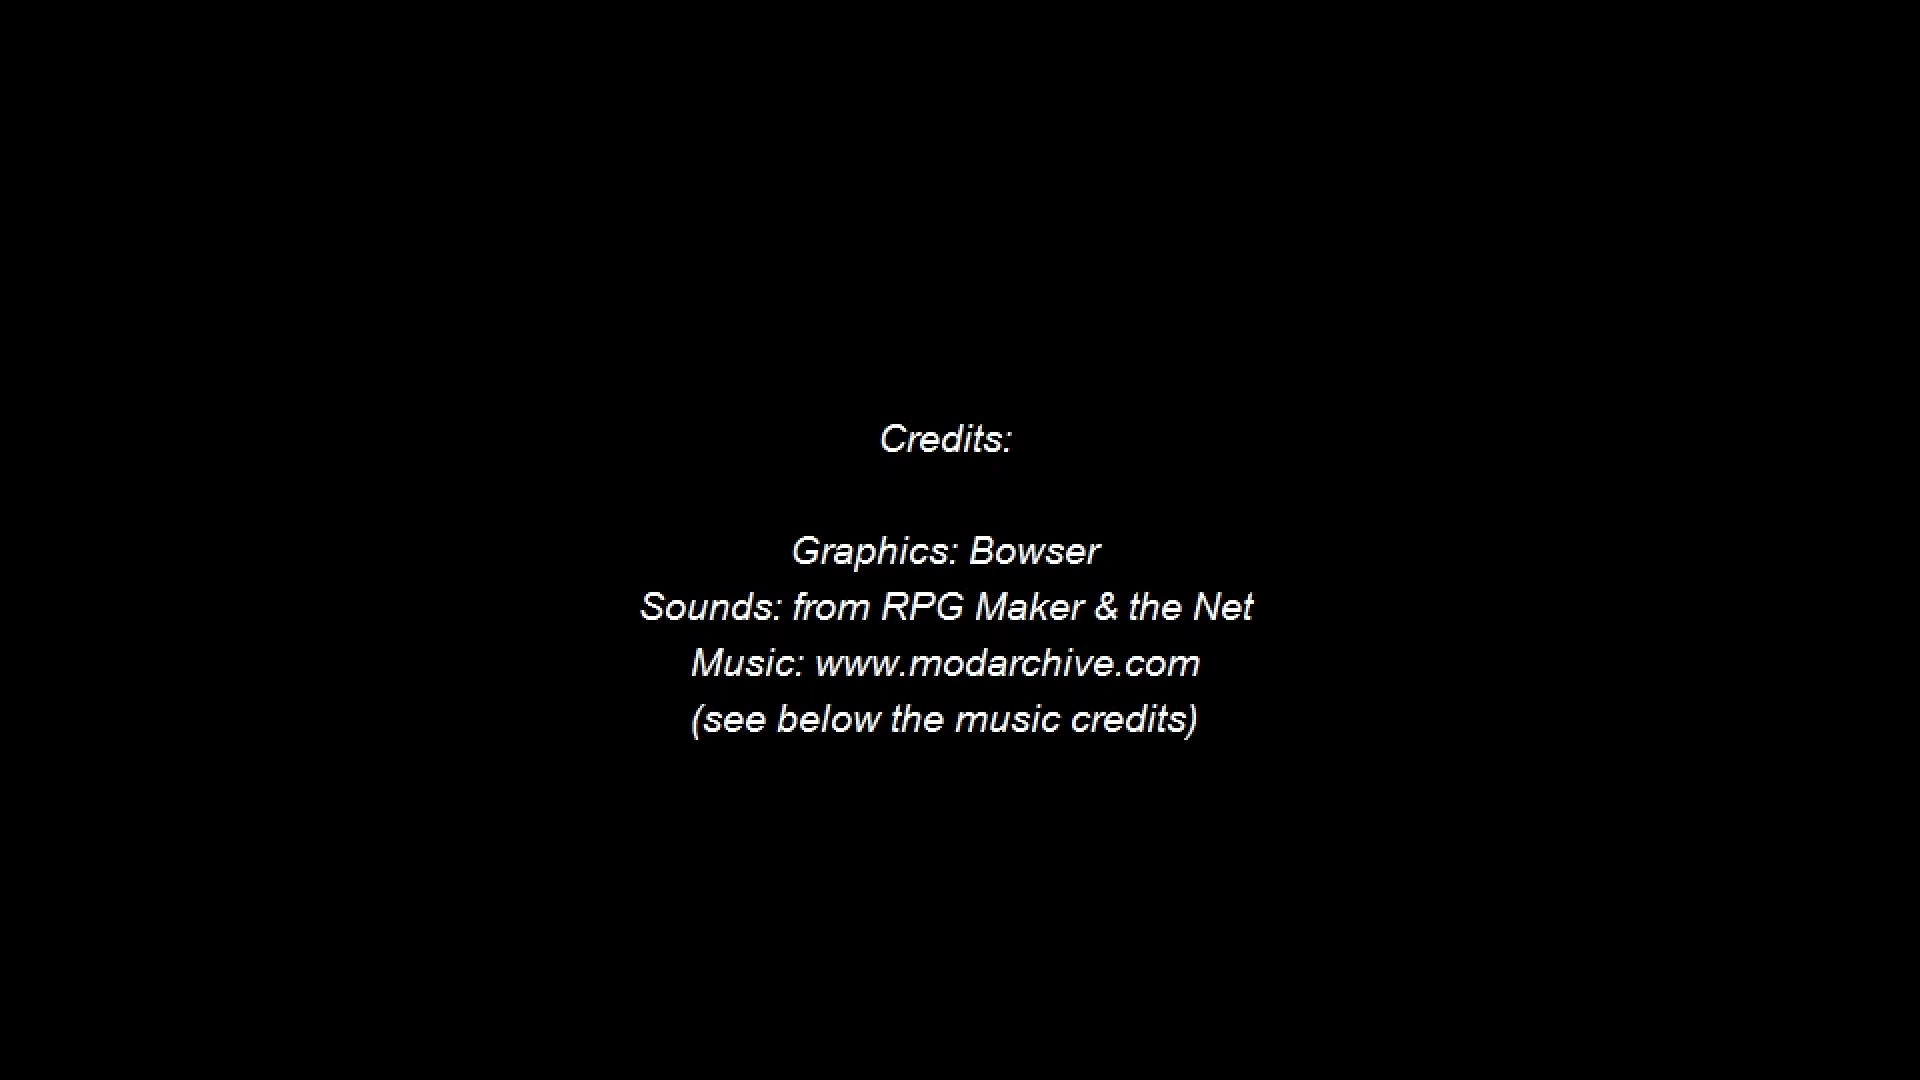 Credits:
Graphics: Bowser
Sounds: from RPG Maker & the Net
Music: www.modarchive.com
(see below the music credits)